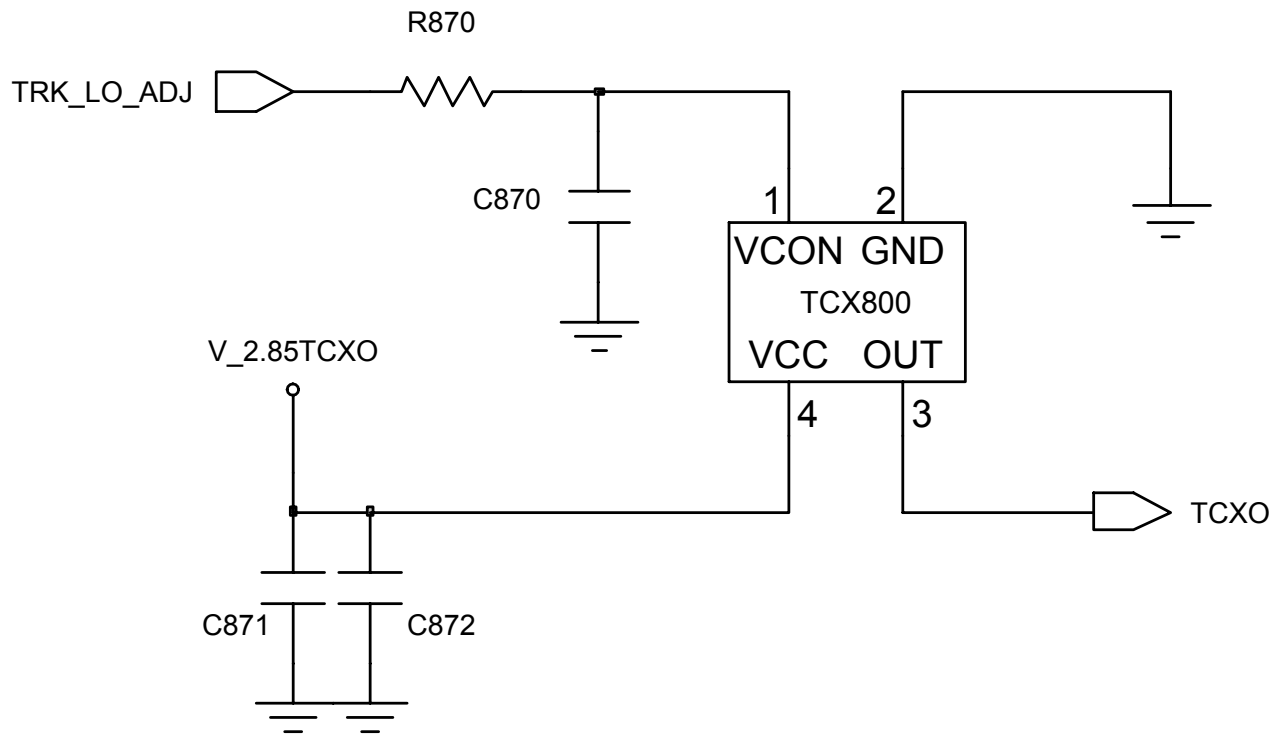 R870
TRK_LO_ADJ
C870
1 2
VCON GND
TCX800
VCC OUT
4 3
V_2.85TCXO
TCXO
C871 C872